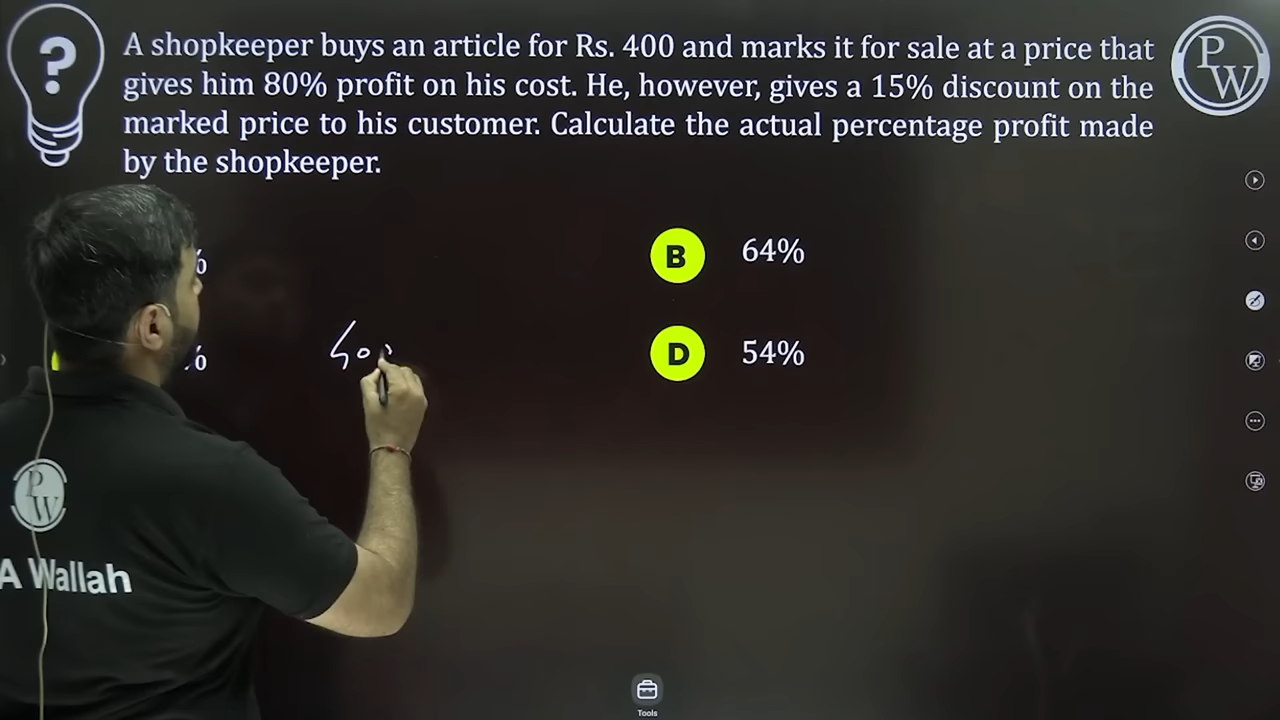 A shopkeeper buys an article for Rs. 400 and marks it for sale at a price that
gives him 80% profit on his cost. He, however, gives a 15% discount on the
marked price to his customer. Calculate the actual percentage profit made
by the shopkeeper.
?
P
W
%
B 64%
%
D 54%
400
P
W
A Wallah
Tools